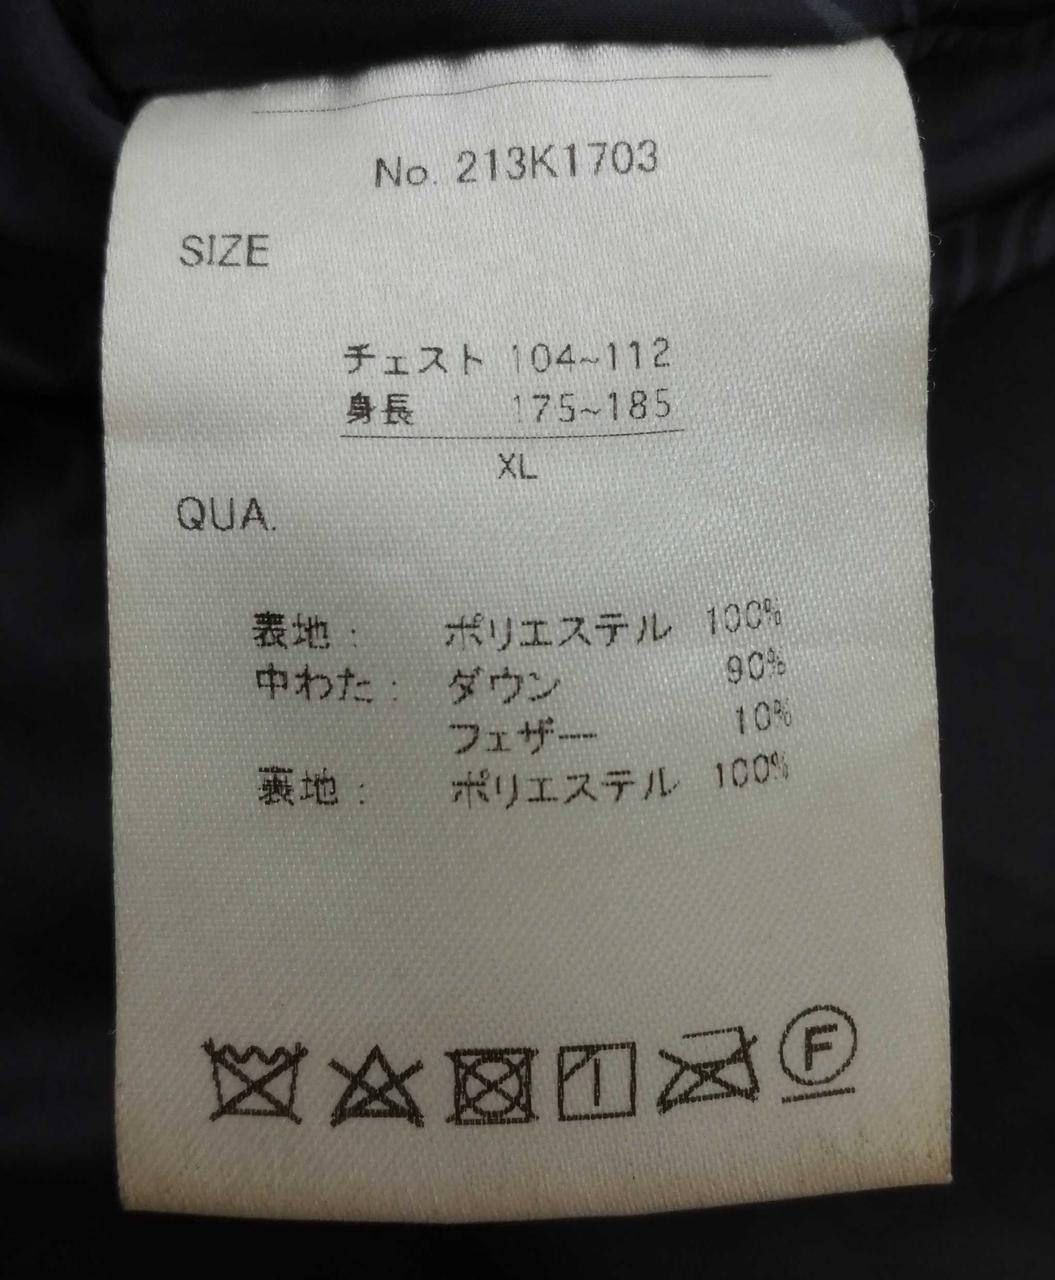 No. 213K1703
SIZE
チェスト 104~112
身長 175~185
XL
QUA.
表地: ポリエステル 100%
中わた: ダウン 90%
フェザー 10%
裏地: ポリエステル 100%
F